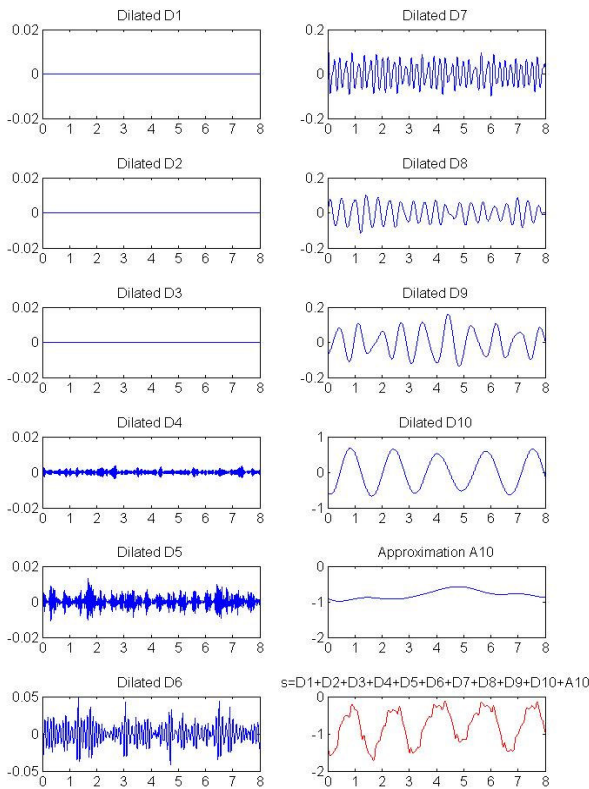 Dilated D1
0.02
0
-0.02
0 1 2 3 4 5 6 7 8
Dilated D2
0.02
0
-0.02
0 1 2 3 4 5 6 7 8
Dilated D3
0.02
0
-0.02
0 1 2 3 4 5 6 7 8
Dilated D4
0.02
0
-0.02
0 1 2 3 4 5 6 7 8
Dilated D5
0.02
0
-0.02
0 1 2 3 4 5 6 7 8
Dilated D6
0.05
0
-0.05
0 1 2 3 4 5 6 7 8
Dilated D7
0.2
0
-0.2
0 1 2 3 4 5 6 7 8
Dilated D8
0.2
0
-0.2
0 1 2 3 4 5 6 7 8
Dilated D9
0.2
0
-0.2
0 1 2 3 4 5 6 7 8
Dilated D10
1
0
-1
0 1 2 3 4 5 6 7 8
Approximation A10
0
-1
-2
0 1 2 3 4 5 6 7 8
s=D1+D2+D3+D4+D5+D6+D7+D8+D9+D10+A10
0
-1
-2
0 1 2 3 4 5 6 7 8